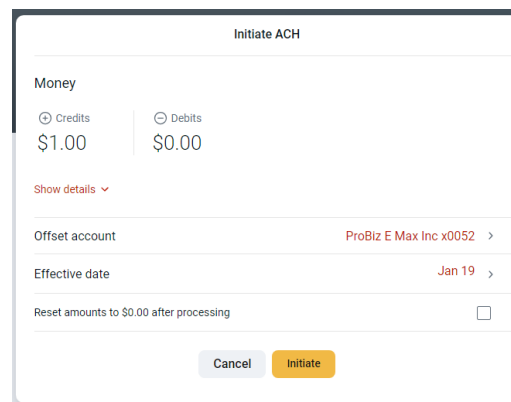 Initiate ACH
Money
Credits
Debits
$1.00
$0.00
Show details
Offset account
ProBiz E Max Inc x0052
Effective date
Jan 19
Reset amounts to $0.00 after processing
Cancel
Initiate